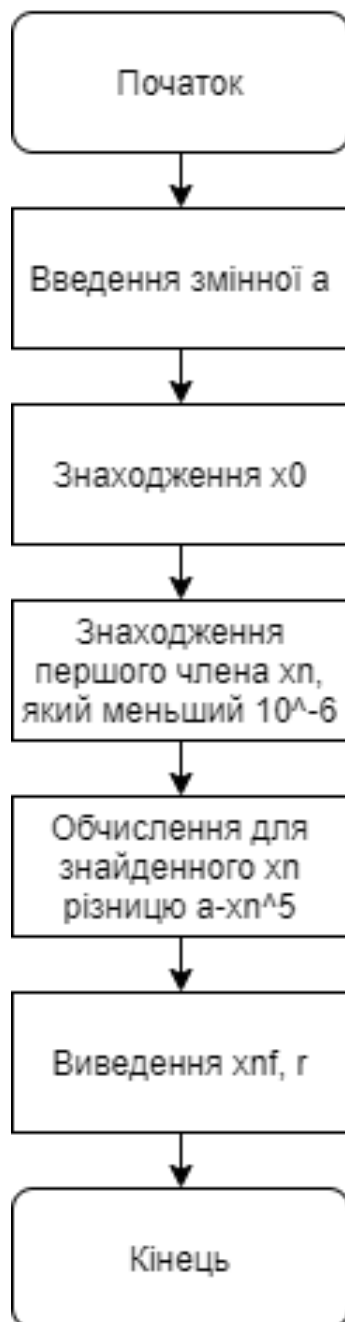 Початок
Введення змінної a
Знаходження x0
Знаходження
першого члена xn,
який меньший 10^-6
Обчислення для
знайденного xn
різницю a-xn^5
Виведення xnf, r
Кінець